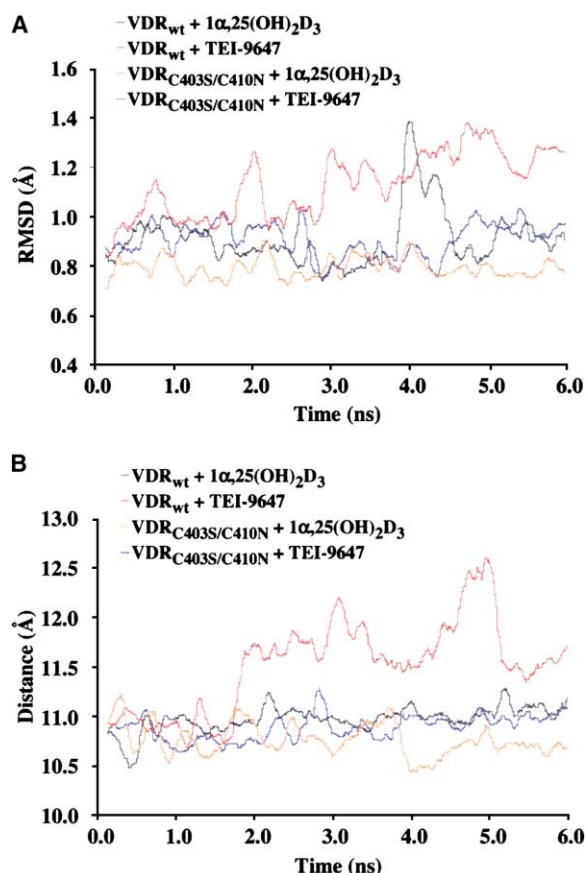 A
VDRwt + 1α,25(OH)2D3
VDRwt + TEI-9647
VDRC403S/C410N + 1α,25(OH)2D3
VDRC403S/C410N + TEI-9647
1.6
1.4
1.2
1.0
0.8
0.6
0.4
RMSD (Å)
0.0 1.0 2.0 3.0 4.0 5.0 6.0
Time (ns)
B
VDRwt + 1α,25(OH)2D3
VDRwt + TEI-9647
VDRC403S/C410N + 1α,25(OH)2D3
VDRC403S/C410N + TEI-9647
13.0
12.5
12.0
11.5
11.0
10.5
10.0
Distance (Å)
0.0 1.0 2.0 3.0 4.0 5.0 6.0
Time (ns)